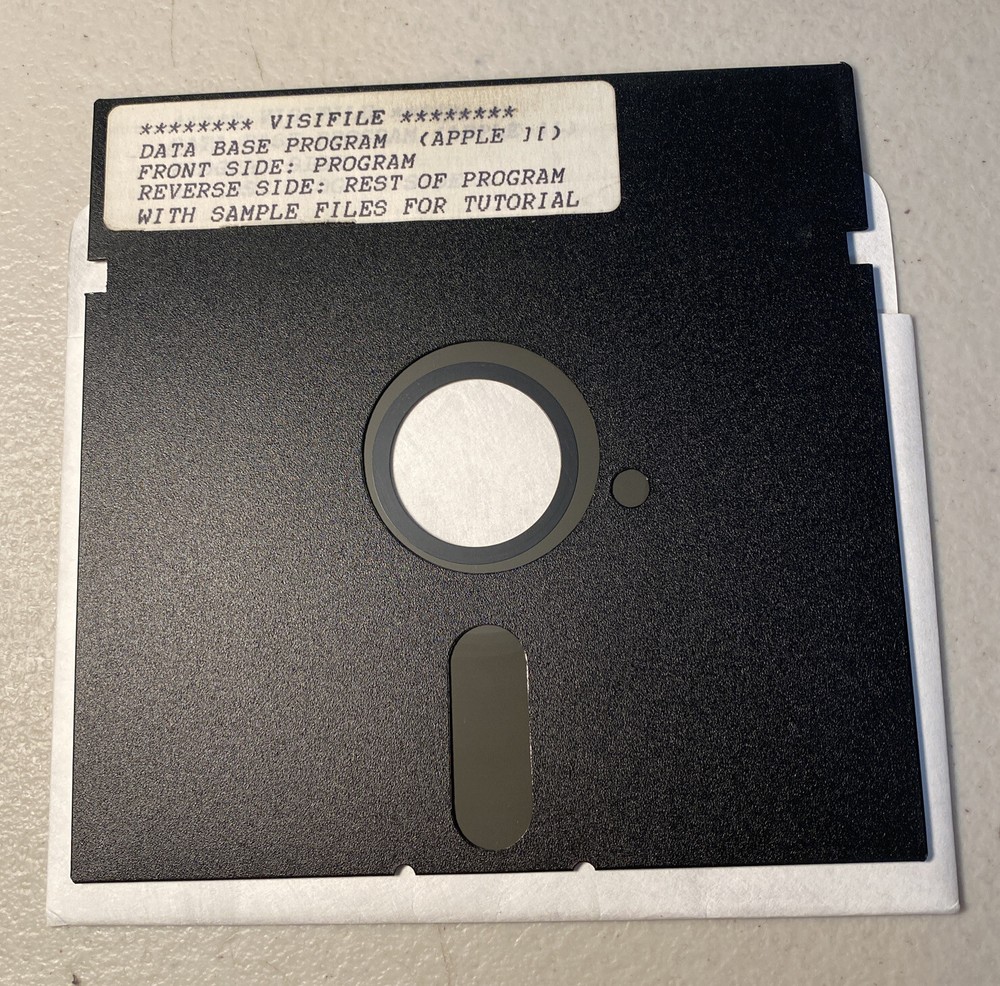 ******** VISIFILE ********
DATA BASE PROGRAM (APPLE ][)
FRONT SIDE: PROGRAM
REVERSE SIDE: REST OF PROGRAM
WITH SAMPLE FILES FOR TUTORIAL